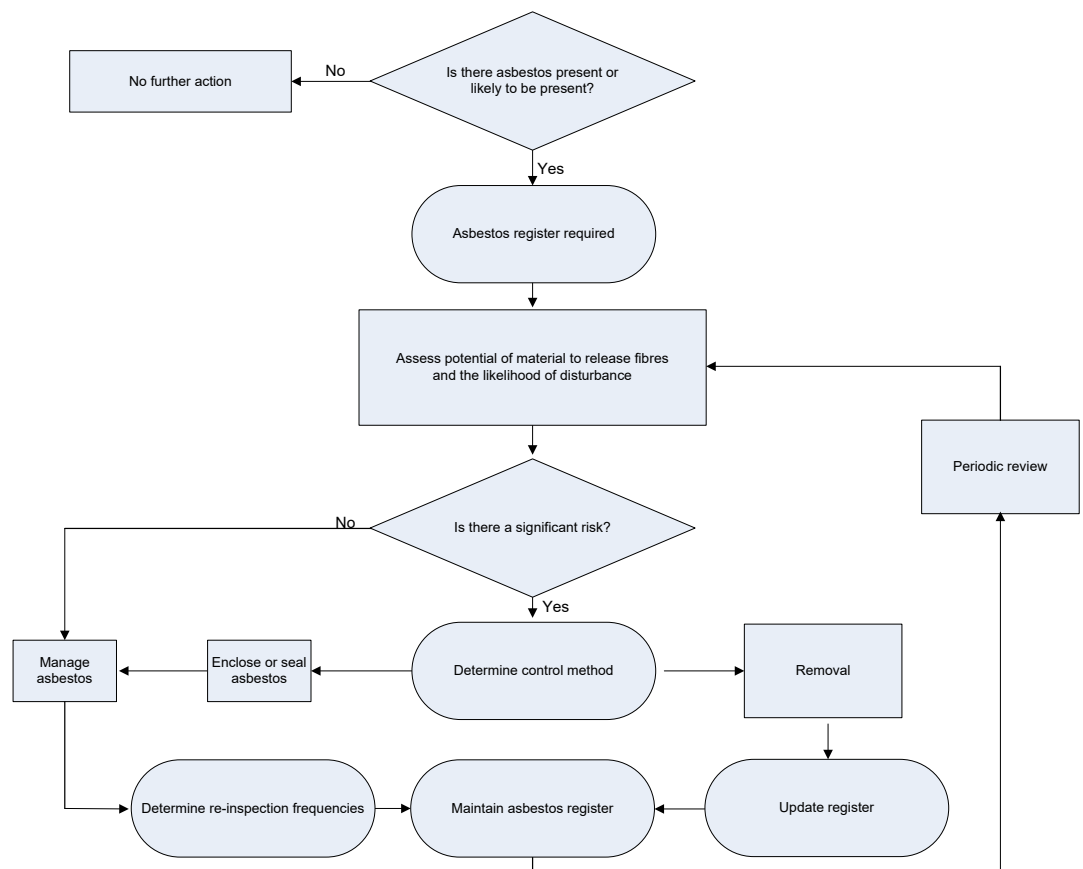 Is there asbestos present or
likely to be present?
No
No further action
Yes
Asbestos register required
Assess potential of material to release fibres
and the likelihood of disturbance
Periodic review
Is there a significant risk?
No
Yes
Manage
asbestos
Enclose or seal
asbestos
Determine control method
Removal
Determine re-inspection frequencies
Maintain asbestos register
Update register